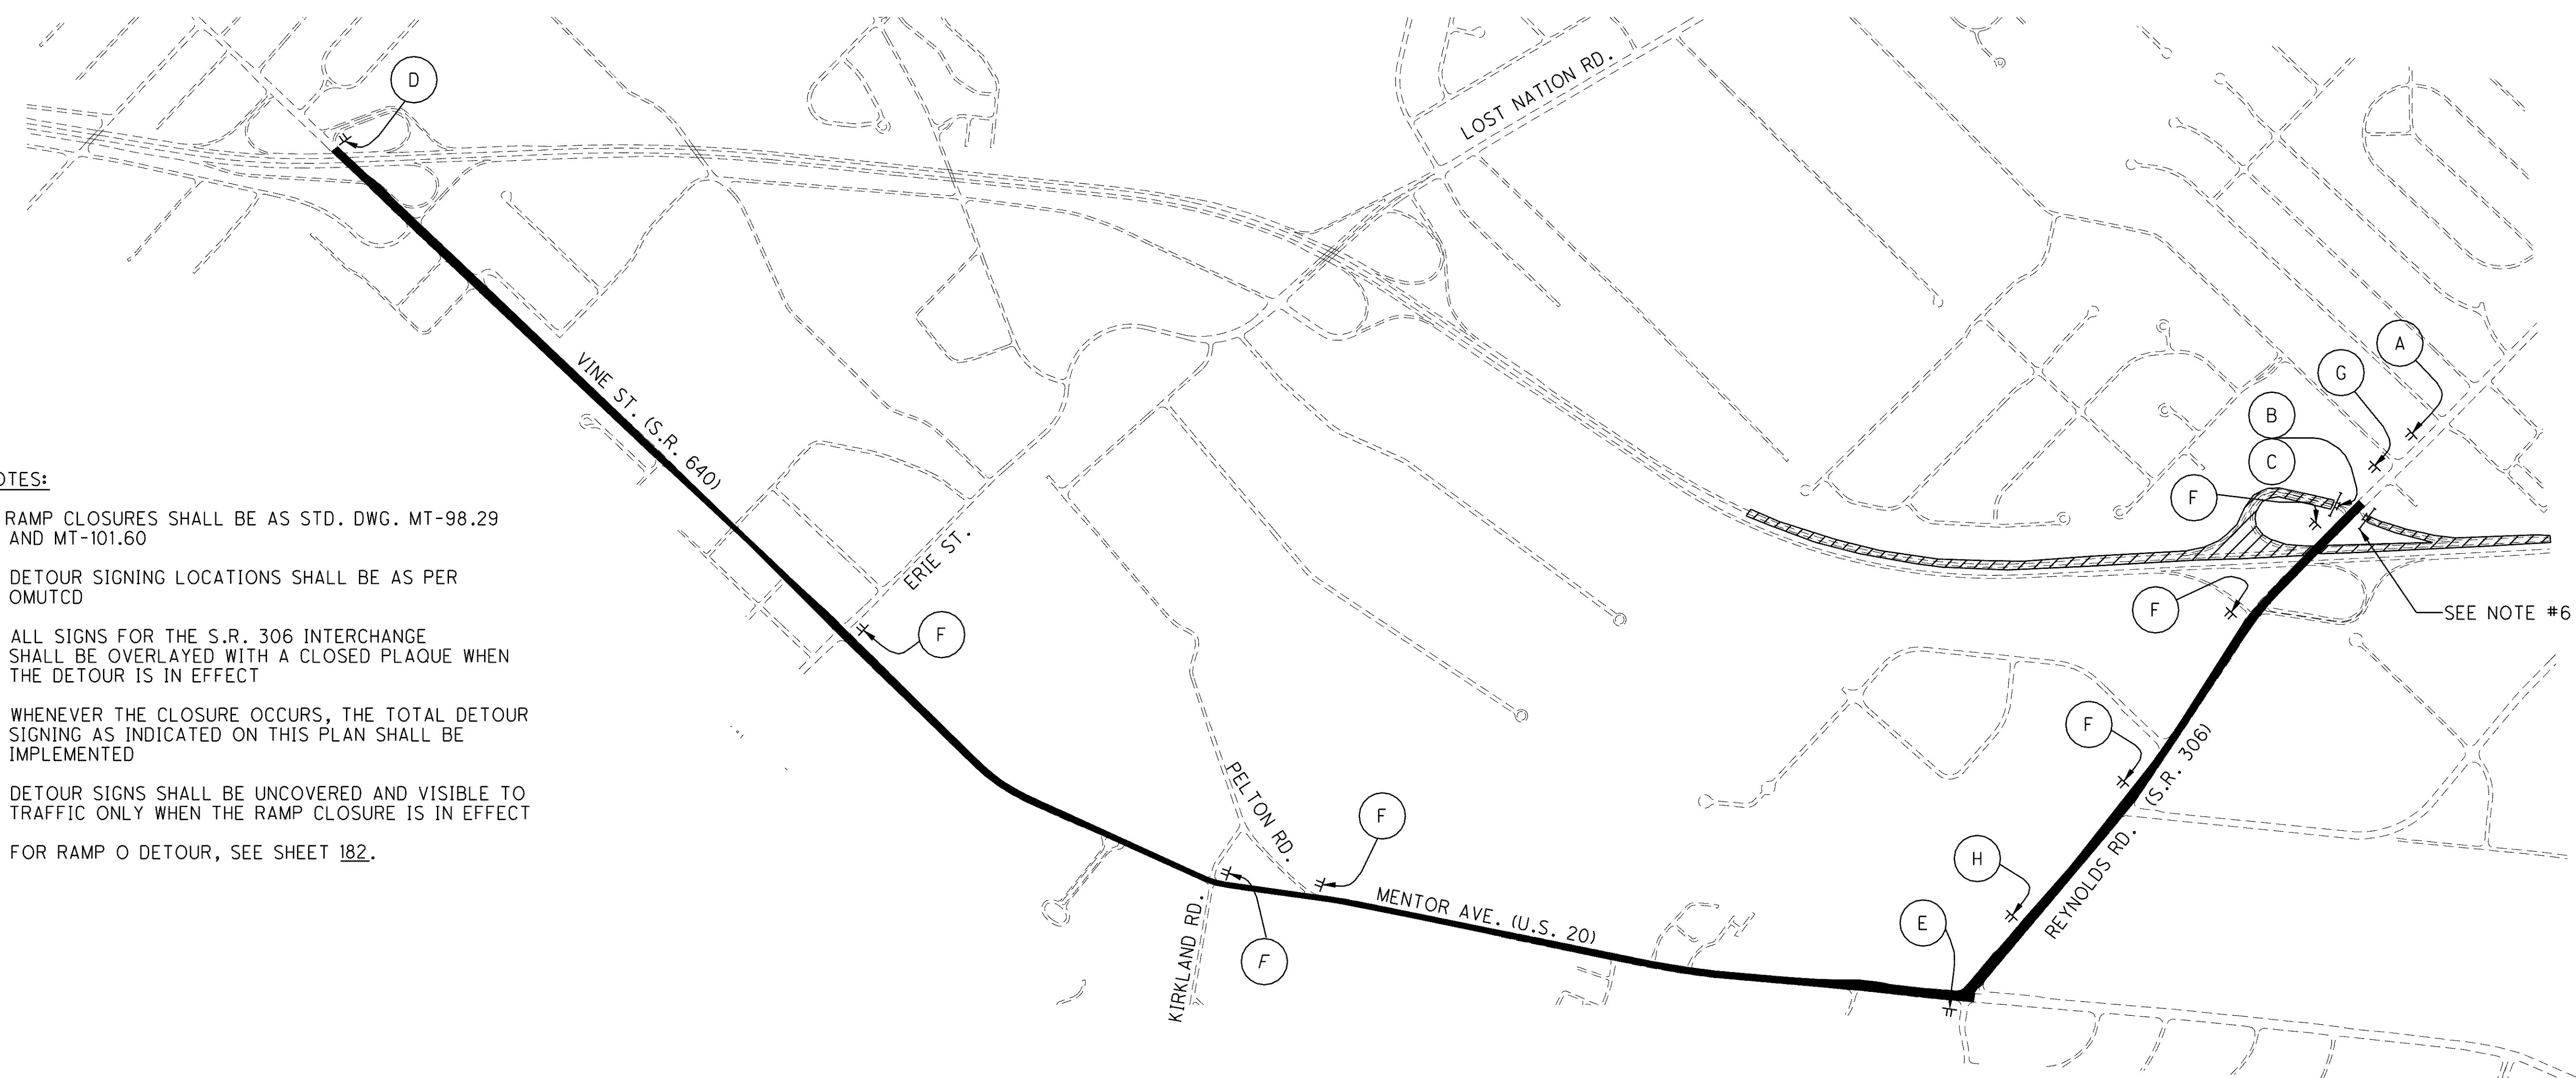 OTES:
RAMP CLOSURES SHALL BE AS STD. DWG. MT-98.29
AND MT-101.60
DETOUR SIGNING LOCATIONS SHALL BE AS PER
OMUTCD
ALL SIGNS FOR THE S.R. 306 INTERCHANGE
SHALL BE OVERLAYED WITH A CLOSED PLAQUE WHEN
THE DETOUR IS IN EFFECT
WHENEVER THE CLOSURE OCCURS, THE TOTAL DETOUR
SIGNING AS INDICATED ON THIS PLAN SHALL BE
IMPLEMENTED
DETOUR SIGNS SHALL BE UNCOVERED AND VISIBLE TO
TRAFFIC ONLY WHEN THE RAMP CLOSURE IS IN EFFECT
FOR RAMP O DETOUR, SEE SHEET 182.
D
LOST NATION RD.
VINE ST. (S.R. 640)
ERIE ST.
F
PELTON RD.
KIRKLAND RD.
F
F
MENTOR AVE. (U.S. 20)
E
H
REYNOLDS RD. (S.R. 306)
F
F
F
B
C
G
A
SEE NOTE #6